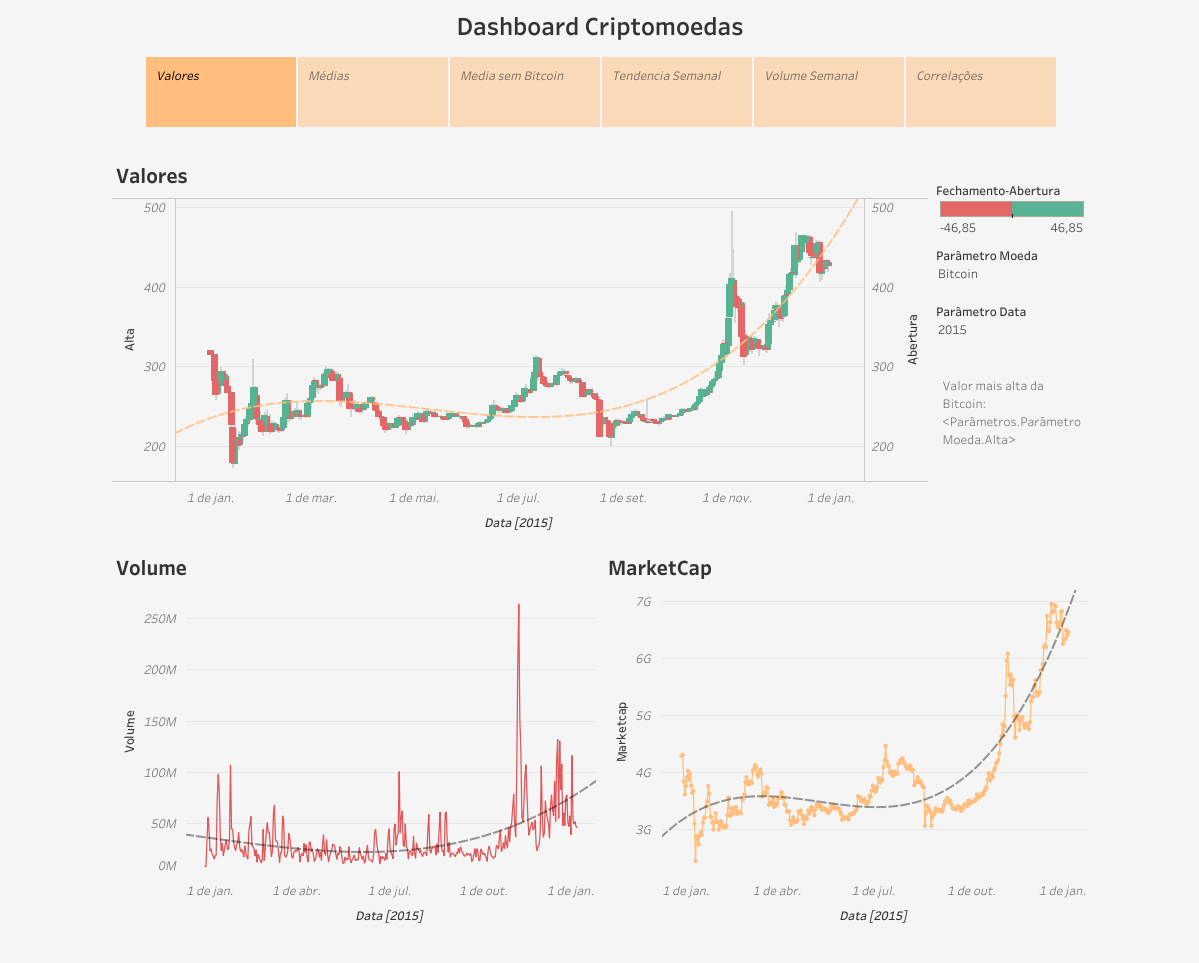 Dashboard Criptomoedas
Valores
Médias
Media sem Bitcoin
Tendencia Semanal
Volume Semanal
Correlações
Valores
500
400
300
200
Alta
500
400
300
200
Abertura
1 de jan.
1 de mar.
1 de mai.
1 de jul.
1 de set.
1 de nov.
1 de jan.
Data [2015]
Fechamento-Abertura
-46,85
46,85
Parâmetro Moeda
Bitcoin
Parâmetro Data
2015
Valor mais alta da
Bitcoin:
<Parâmetros.Parâmetro
Moeda.Alta>
Volume
250M
200M
150M
100M
50M
0M
Volume
1 de jan.
1 de abr.
1 de jul.
1 de out.
1 de jan.
Data [2015]
MarketCap
7G
6G
5G
4G
3G
Marketcap
1 de jan.
1 de abr.
1 de jul.
1 de out.
1 de jan.
Data [2015]